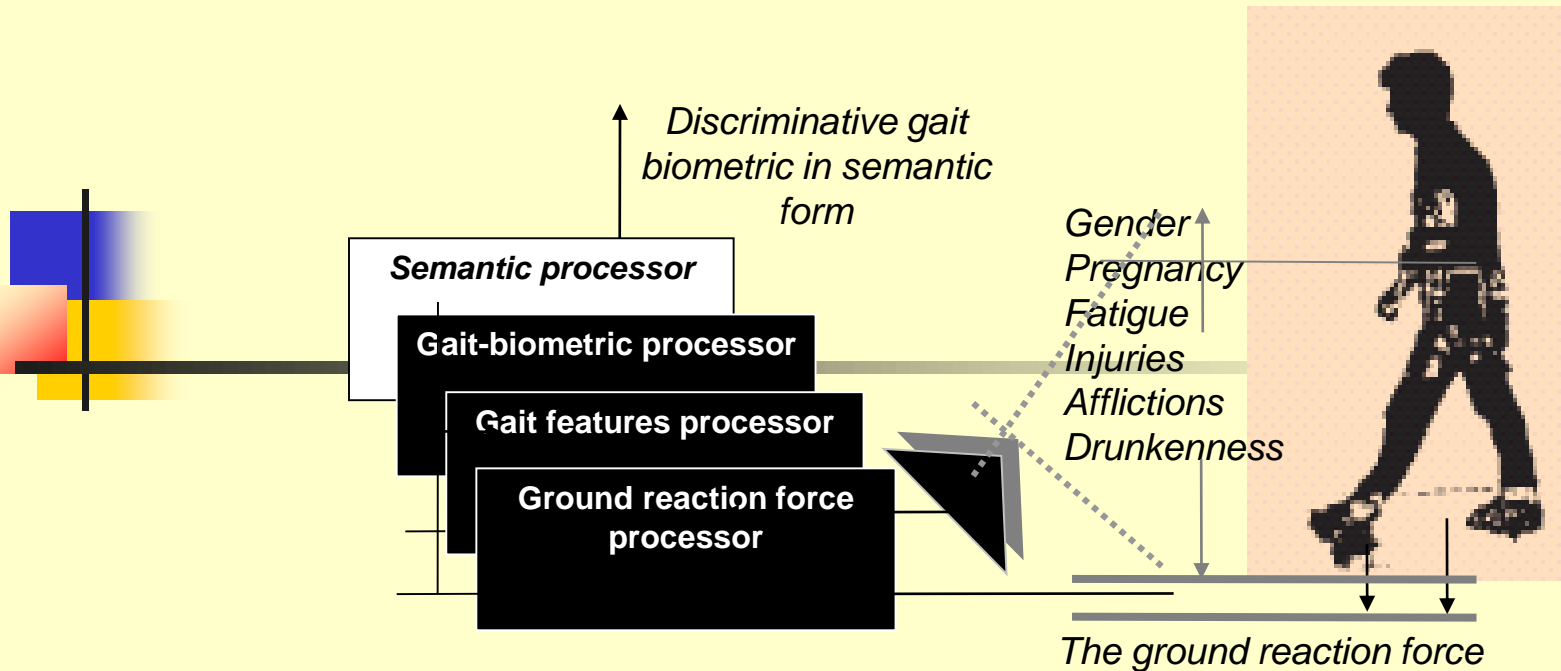 Discriminative gait
biometric in semantic
form
Semantic processor
Gait-biometric processor
Gait features processor
Ground reaction force
processor
Gender
Pregnancy
Fatigue
Injuries
Afflictions
Drunkenness
The ground reaction force